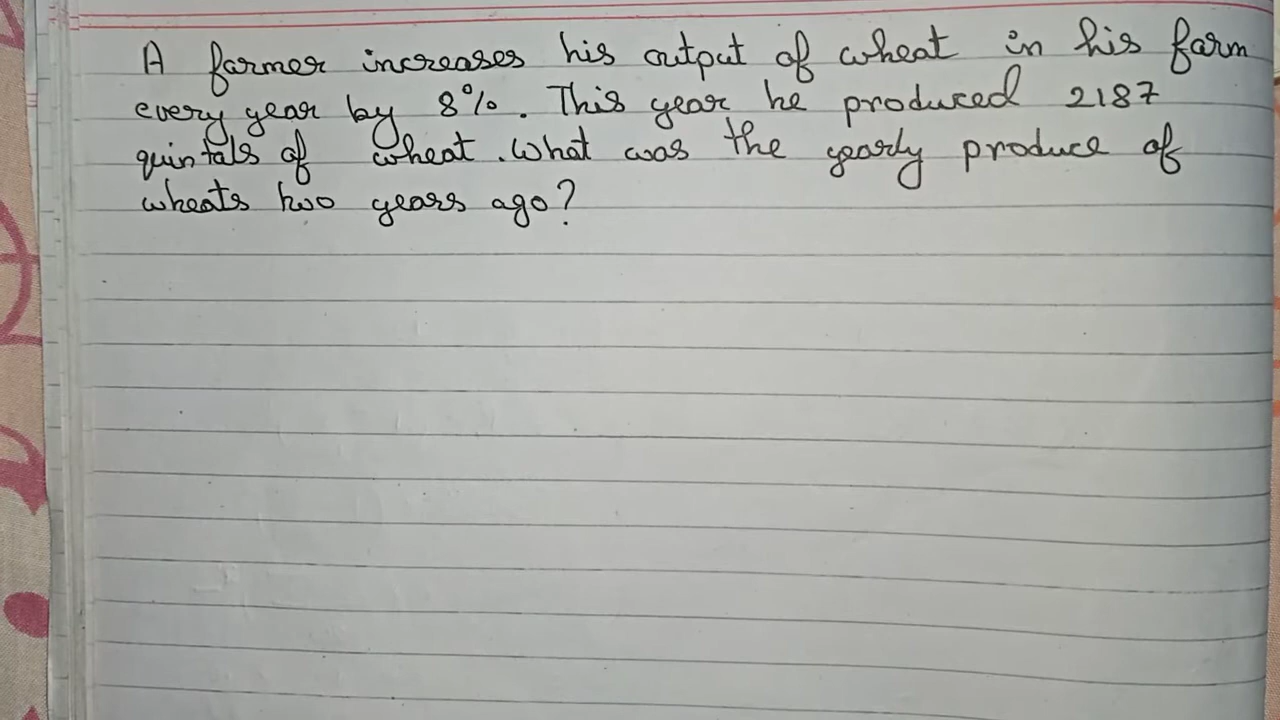 A farmer increases his output of wheat in his farm
every year by 8%. This year he produced 2187
quintals of wheat. What was the yearly produce of
wheats two years ago?